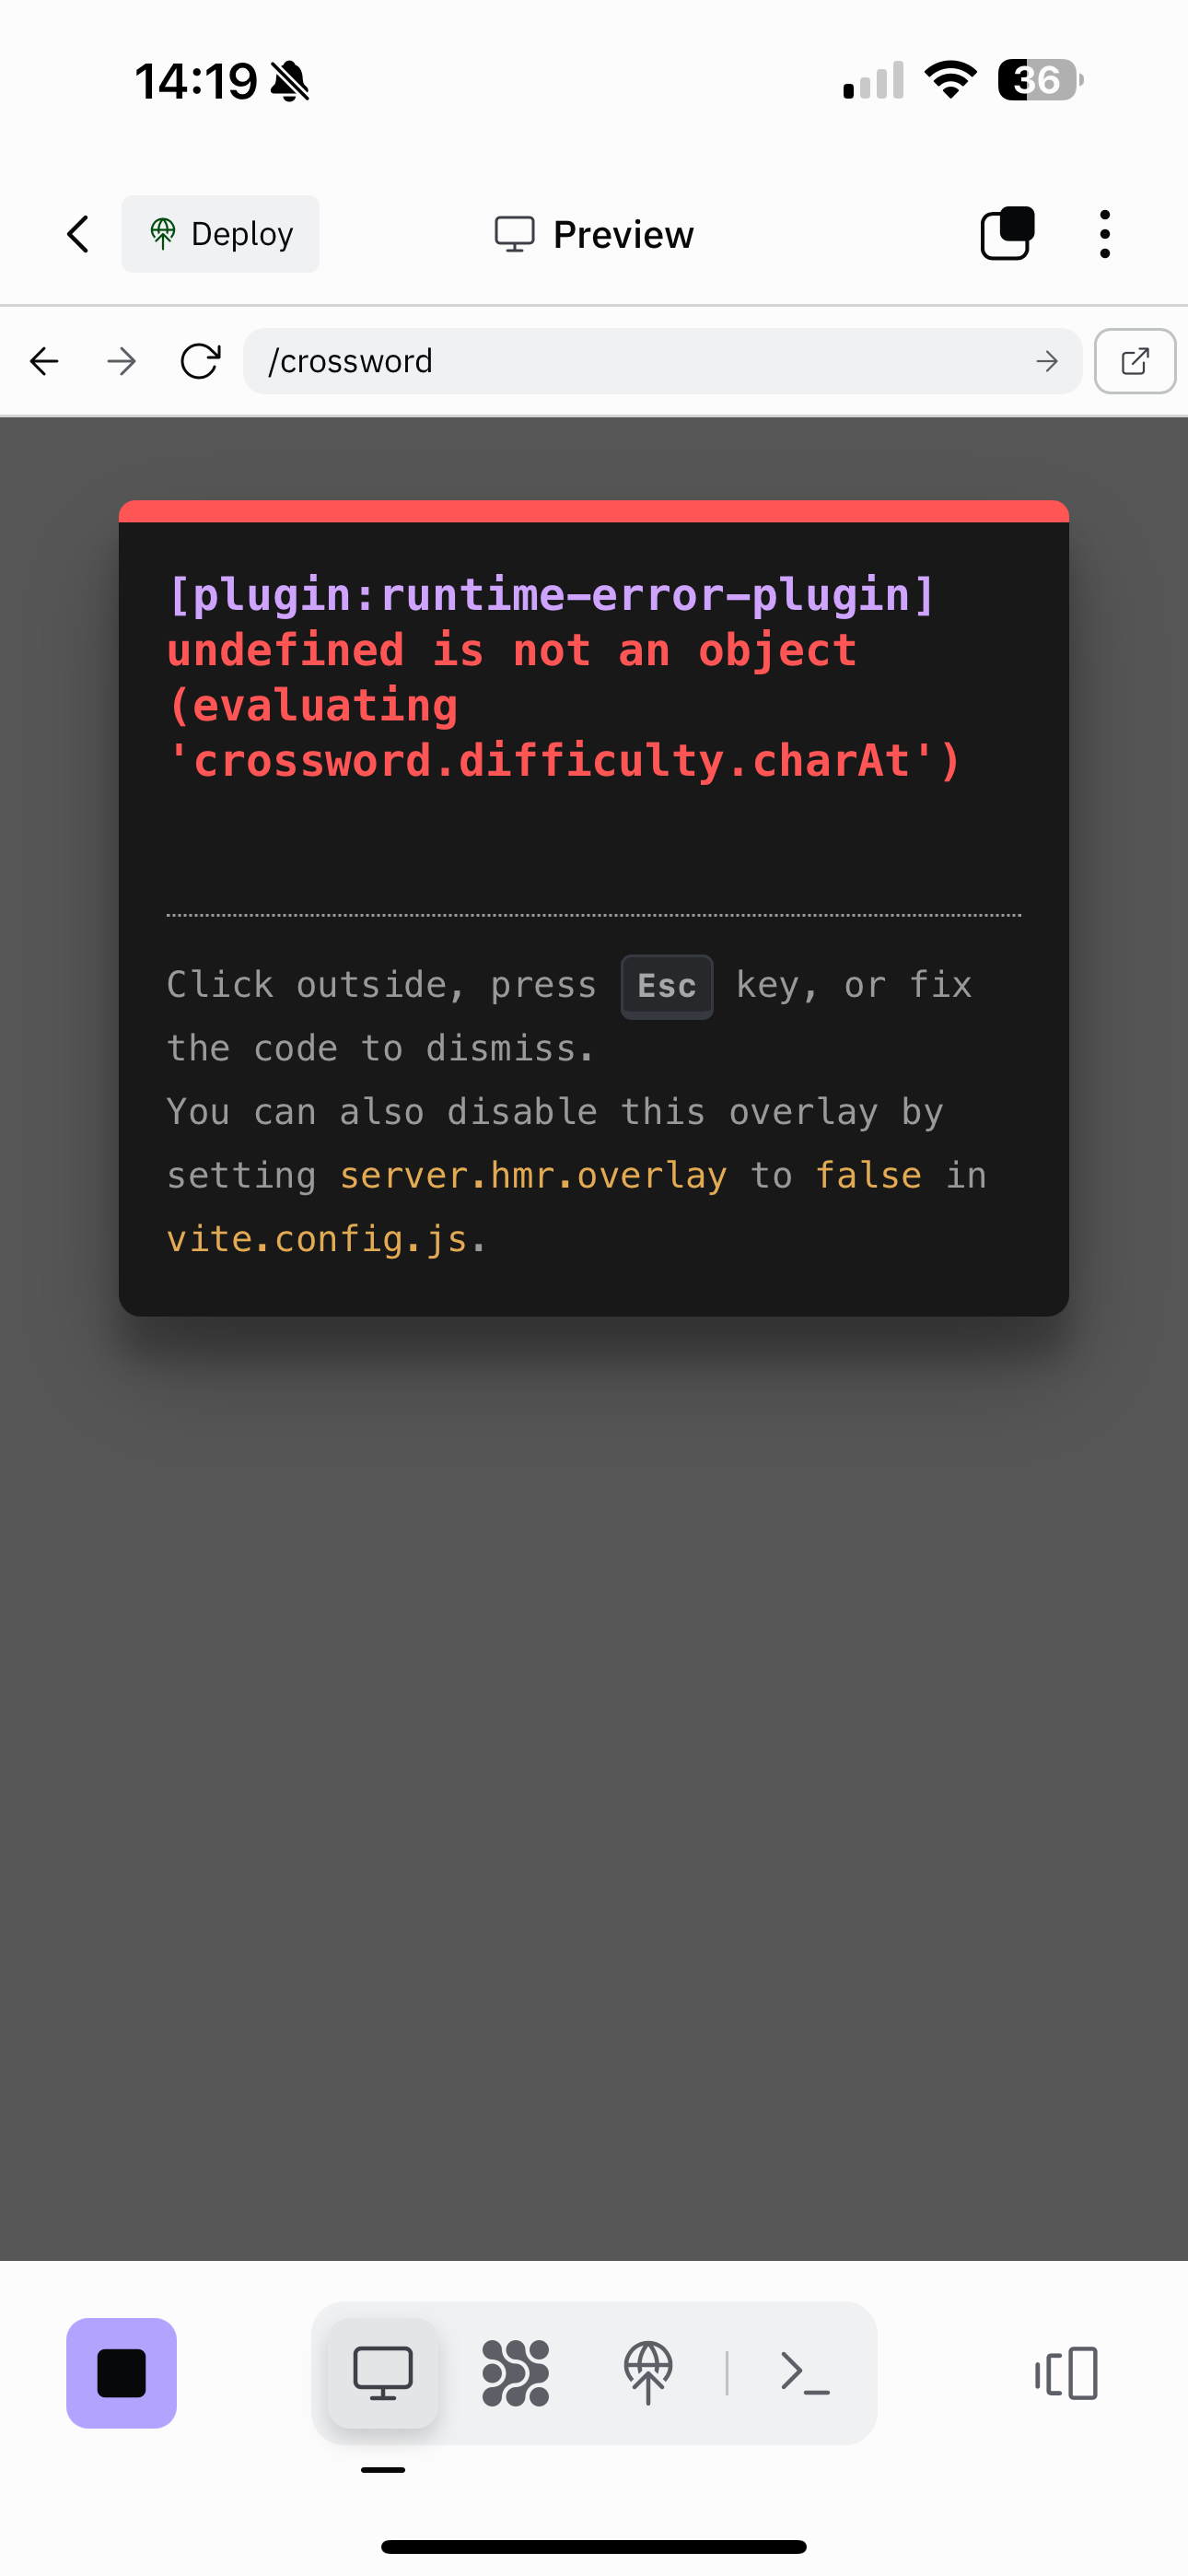 14:19
36
Deploy
Preview
/crossword
[plugin:runtime-error-plugin]
undefined is not an object
(evaluating
'crossword.difficulty.charAt')
Click outside, press Esc key, or fix
the code to dismiss.
You can also disable this overlay by
setting server.hmr.overlay to false in
vite.config.js.